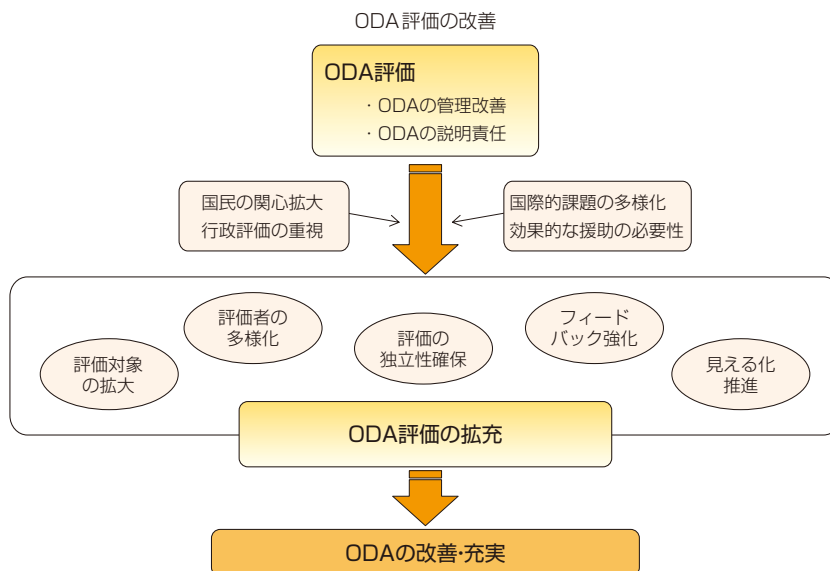 ODA評価の改善
ODA評価
・ODAの管理改善
・ODAの説明責任
国民の関心拡大
行政評価の重視
国際的課題の多様化
効果的な援助の必要性
評価対象
の拡大
評価者の
多様化
評価の
独立性確保
フィード
バック強化
見える化
推進
ODA評価の拡充
ODAの改善・充実